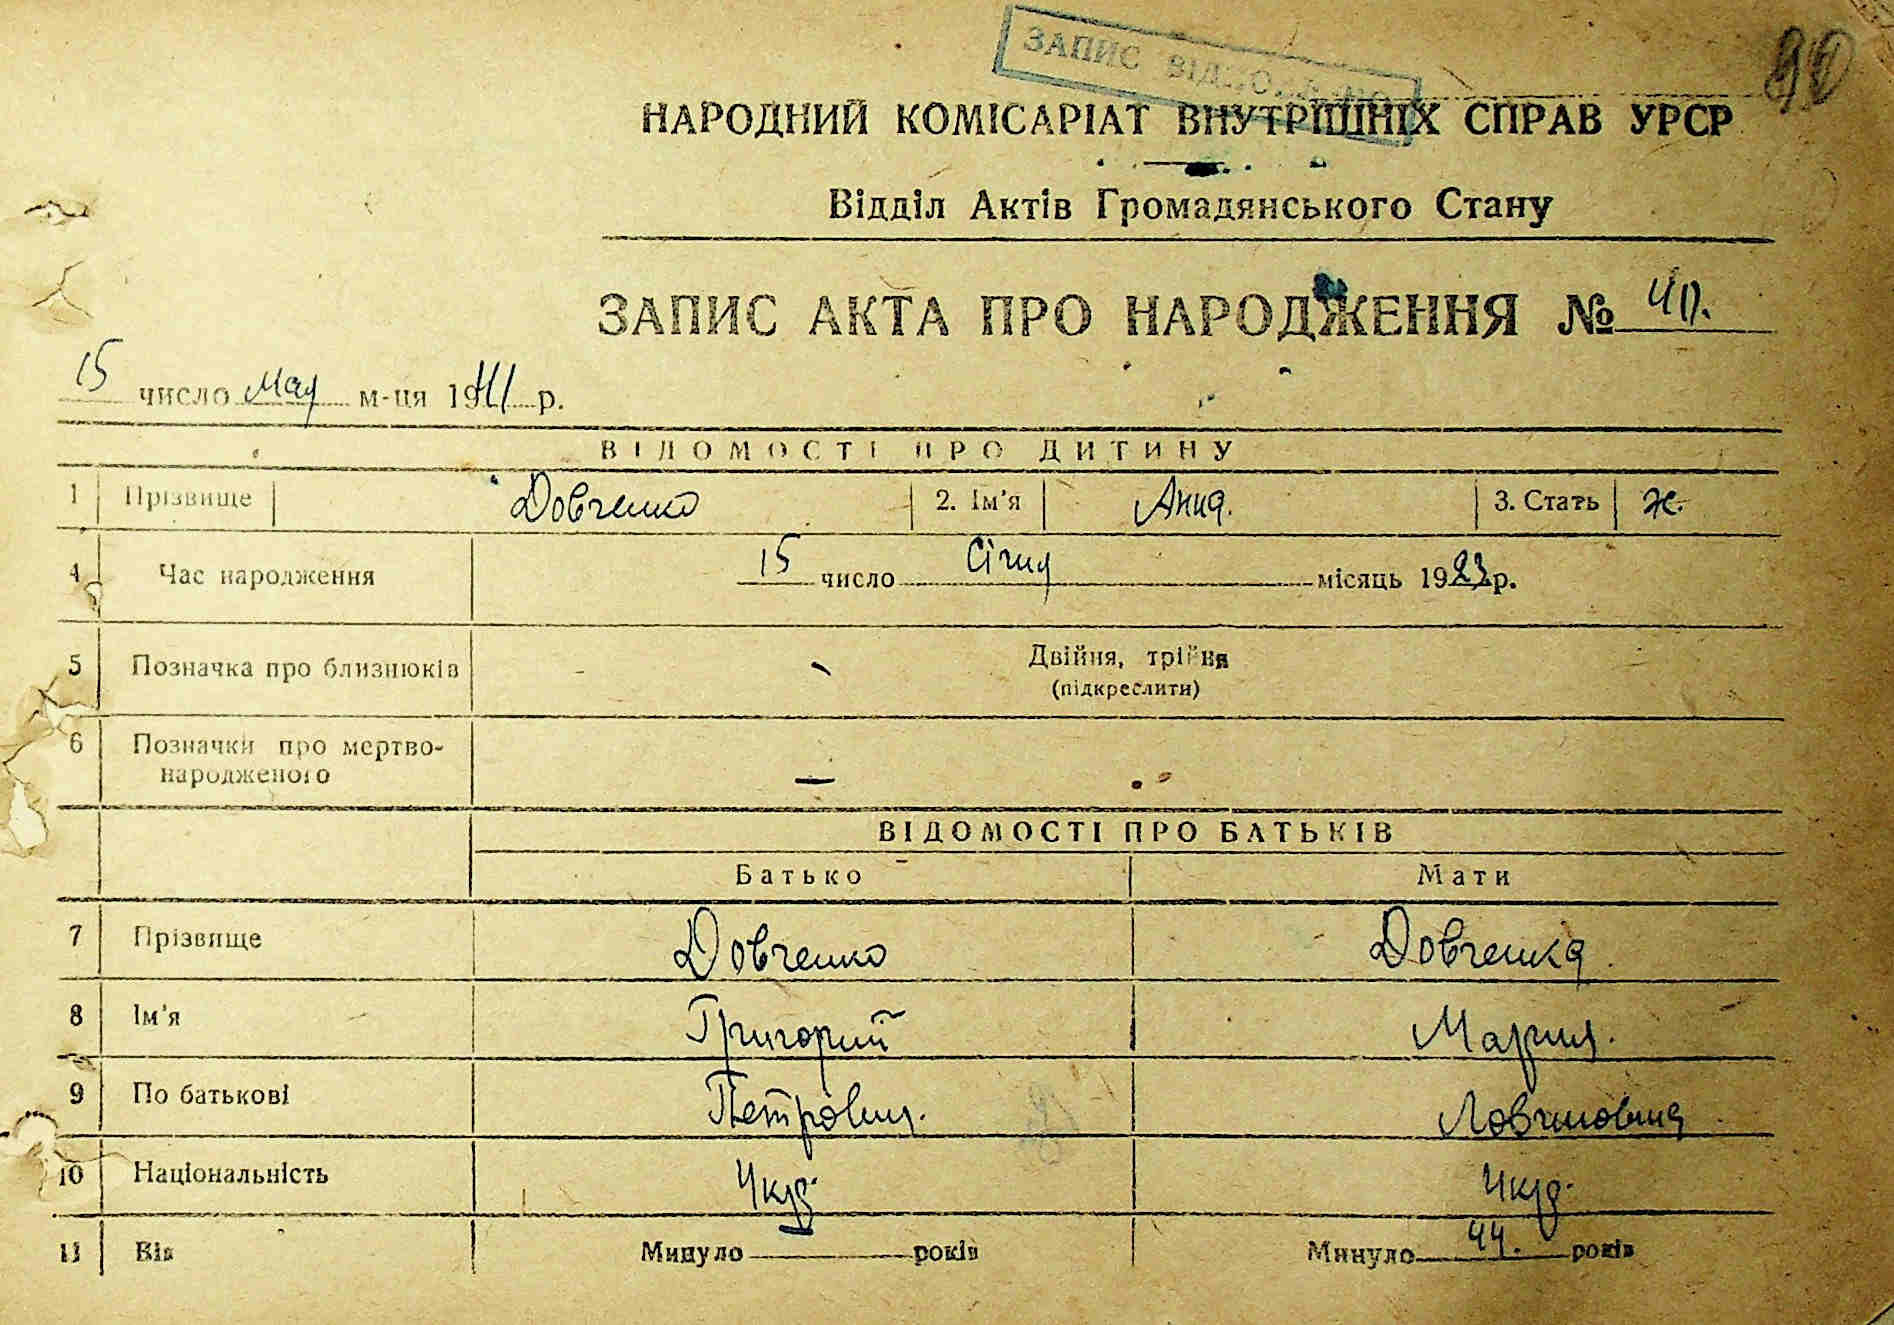 ЗАПИС ВІДНОВЛЕНО
90
НАРОДНИЙ КОМІСАРІАТ ВНУТРІШНІХ СПРАВ УРСР
Відділ Актів Громадянського Стану
ЗАПИС АКТА ПРО НАРОДЖЕННЯ № 40.
15 число Мая м-ця 1941 р.
ВІДОМОСТІ ПРО ДИТИНУ
1 Прізвище Довченко 2. Ім'я Анна. 3. Стать ж.
4 Час народження 15 число Січня місяць 1923 р.
5 Позначка про близнюків - Двійня, трійня
(підкреслити)
6 Позначки про мертво-
народженого —
ВІДОМОСТІ ПРО БАТЬКІВ
Батько Мати
7 Прізвище Довченко Довченка.
8 Ім'я Григорий Мария.
9 По батькові Петрович.
10 Національність Укр. Укр.
11 Вік Минуло років Минуло 44. років